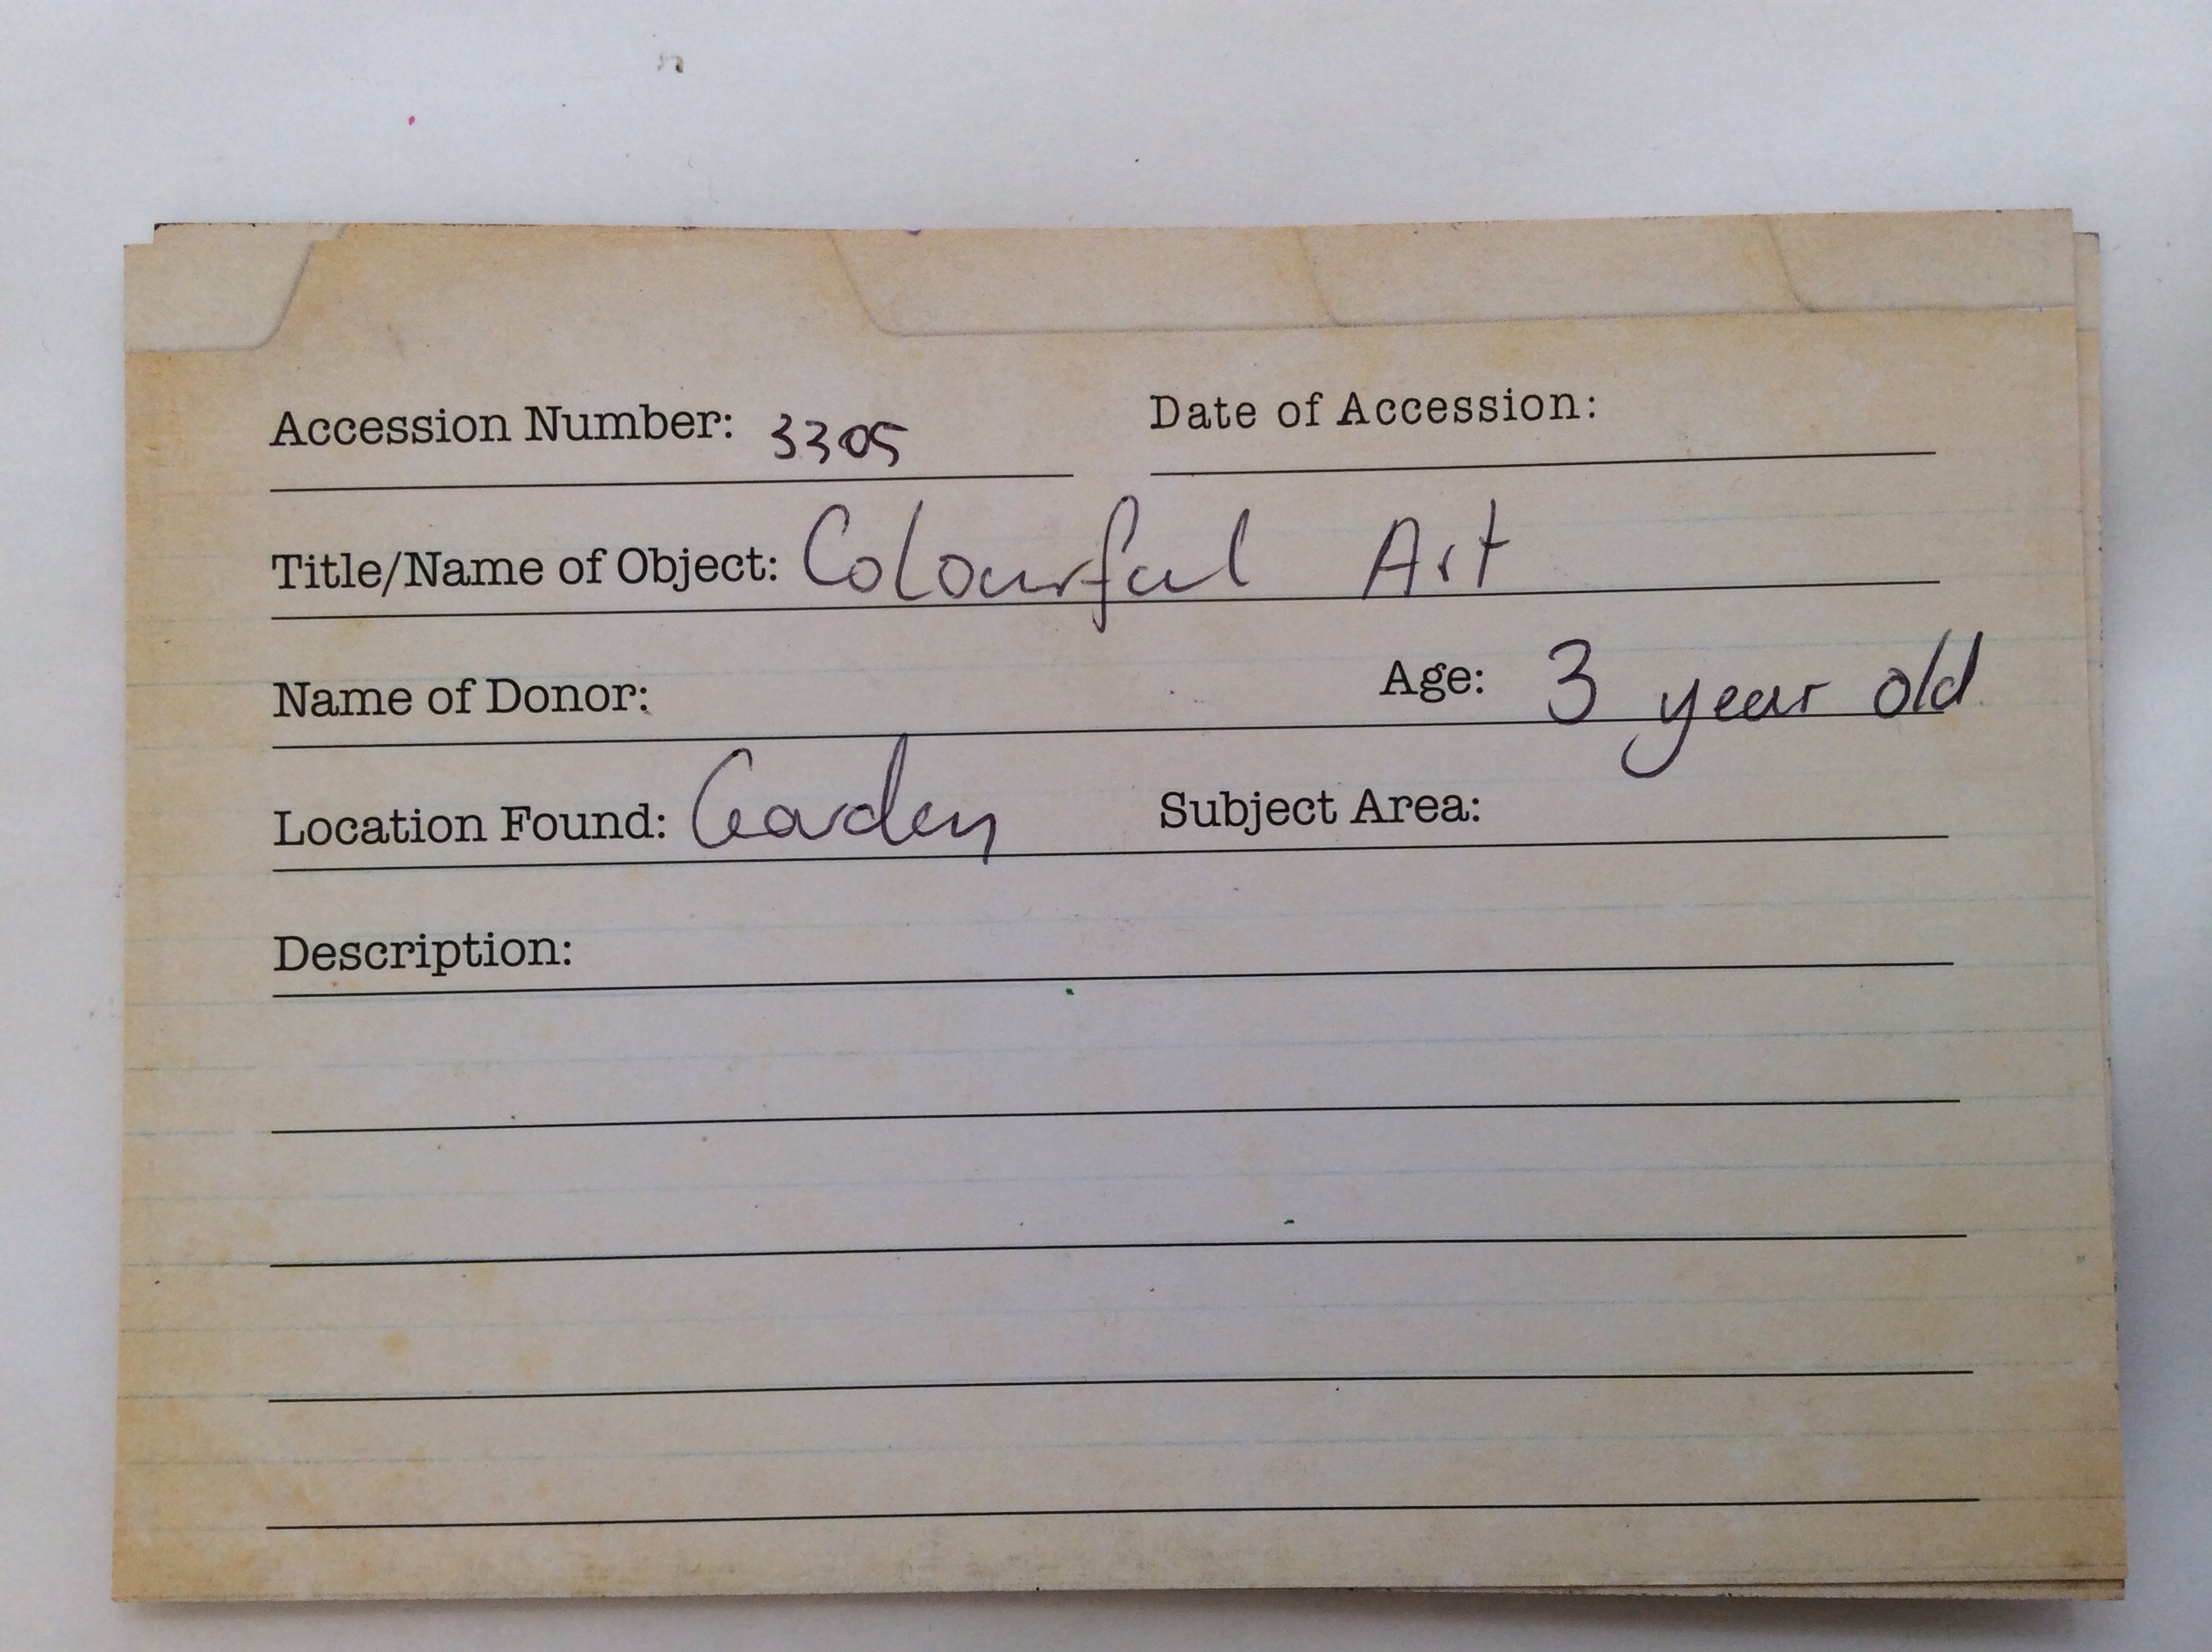 Accession Number: 3305 Date of Accession:
Title/Name of Object: Colourful Art
Name of Donor: Age: 3 year old
Location Found: Garden Subject Area:
Description: